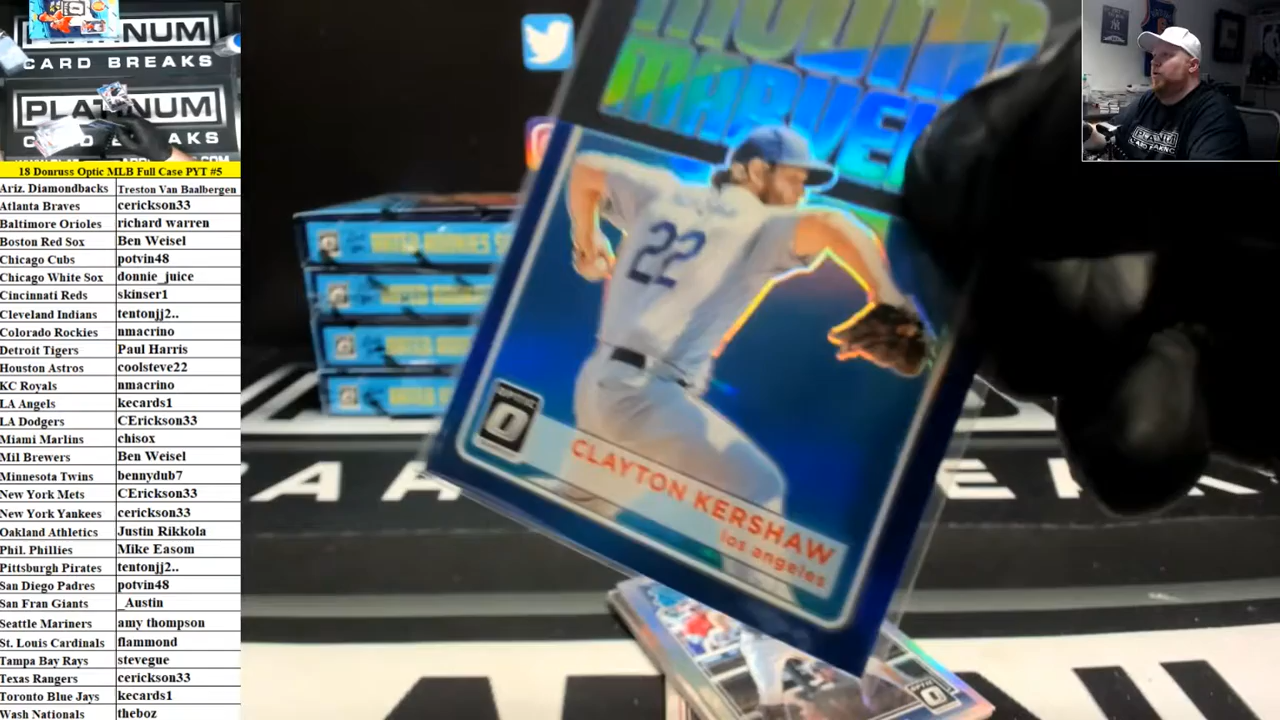 PLATINUM
CARD BREAKS
PLATINUM
18 Donruss Optic MLB Full Case PYT #5
Ariz. Diamondbacks Treston Van Baalbergen
Atlanta Braves cerickson33
Baltimore Orioles richard warren
Boston Red Sox Ben Weisel
Chicago Cubs potvin48
Chicago White Sox donnie_juice
Cincinnati Reds skinser1
Cleveland Indians tentonjj2..
Colorado Rockies nmacrino
Detroit Tigers Paul Harris
Houston Astros coolsteve22
KC Royals nmacrino
LA Angels kecards1
LA Dodgers CErickson33
Miami Marlins chisox
Mil Brewers Ben Weisel
Minnesota Twins bennydub7
New York Mets CErickson33
New York Yankees cerickson33
Oakland Athletics Justin Rikkola
Phil. Phillies Mike Easom
Pittsburgh Pirates tentonjj2..
San Diego Padres potvin48
San Fran Giants _Austin
Seattle Mariners amy thompson
St. Louis Cardinals flammond
Tampa Bay Rays stevegue
Texas Rangers cerickson33
Toronto Blue Jays kecards1
Wash Nationals theboz
22
OPTIC
CLAYTON KERSHAW
los angeles
PLATINUM